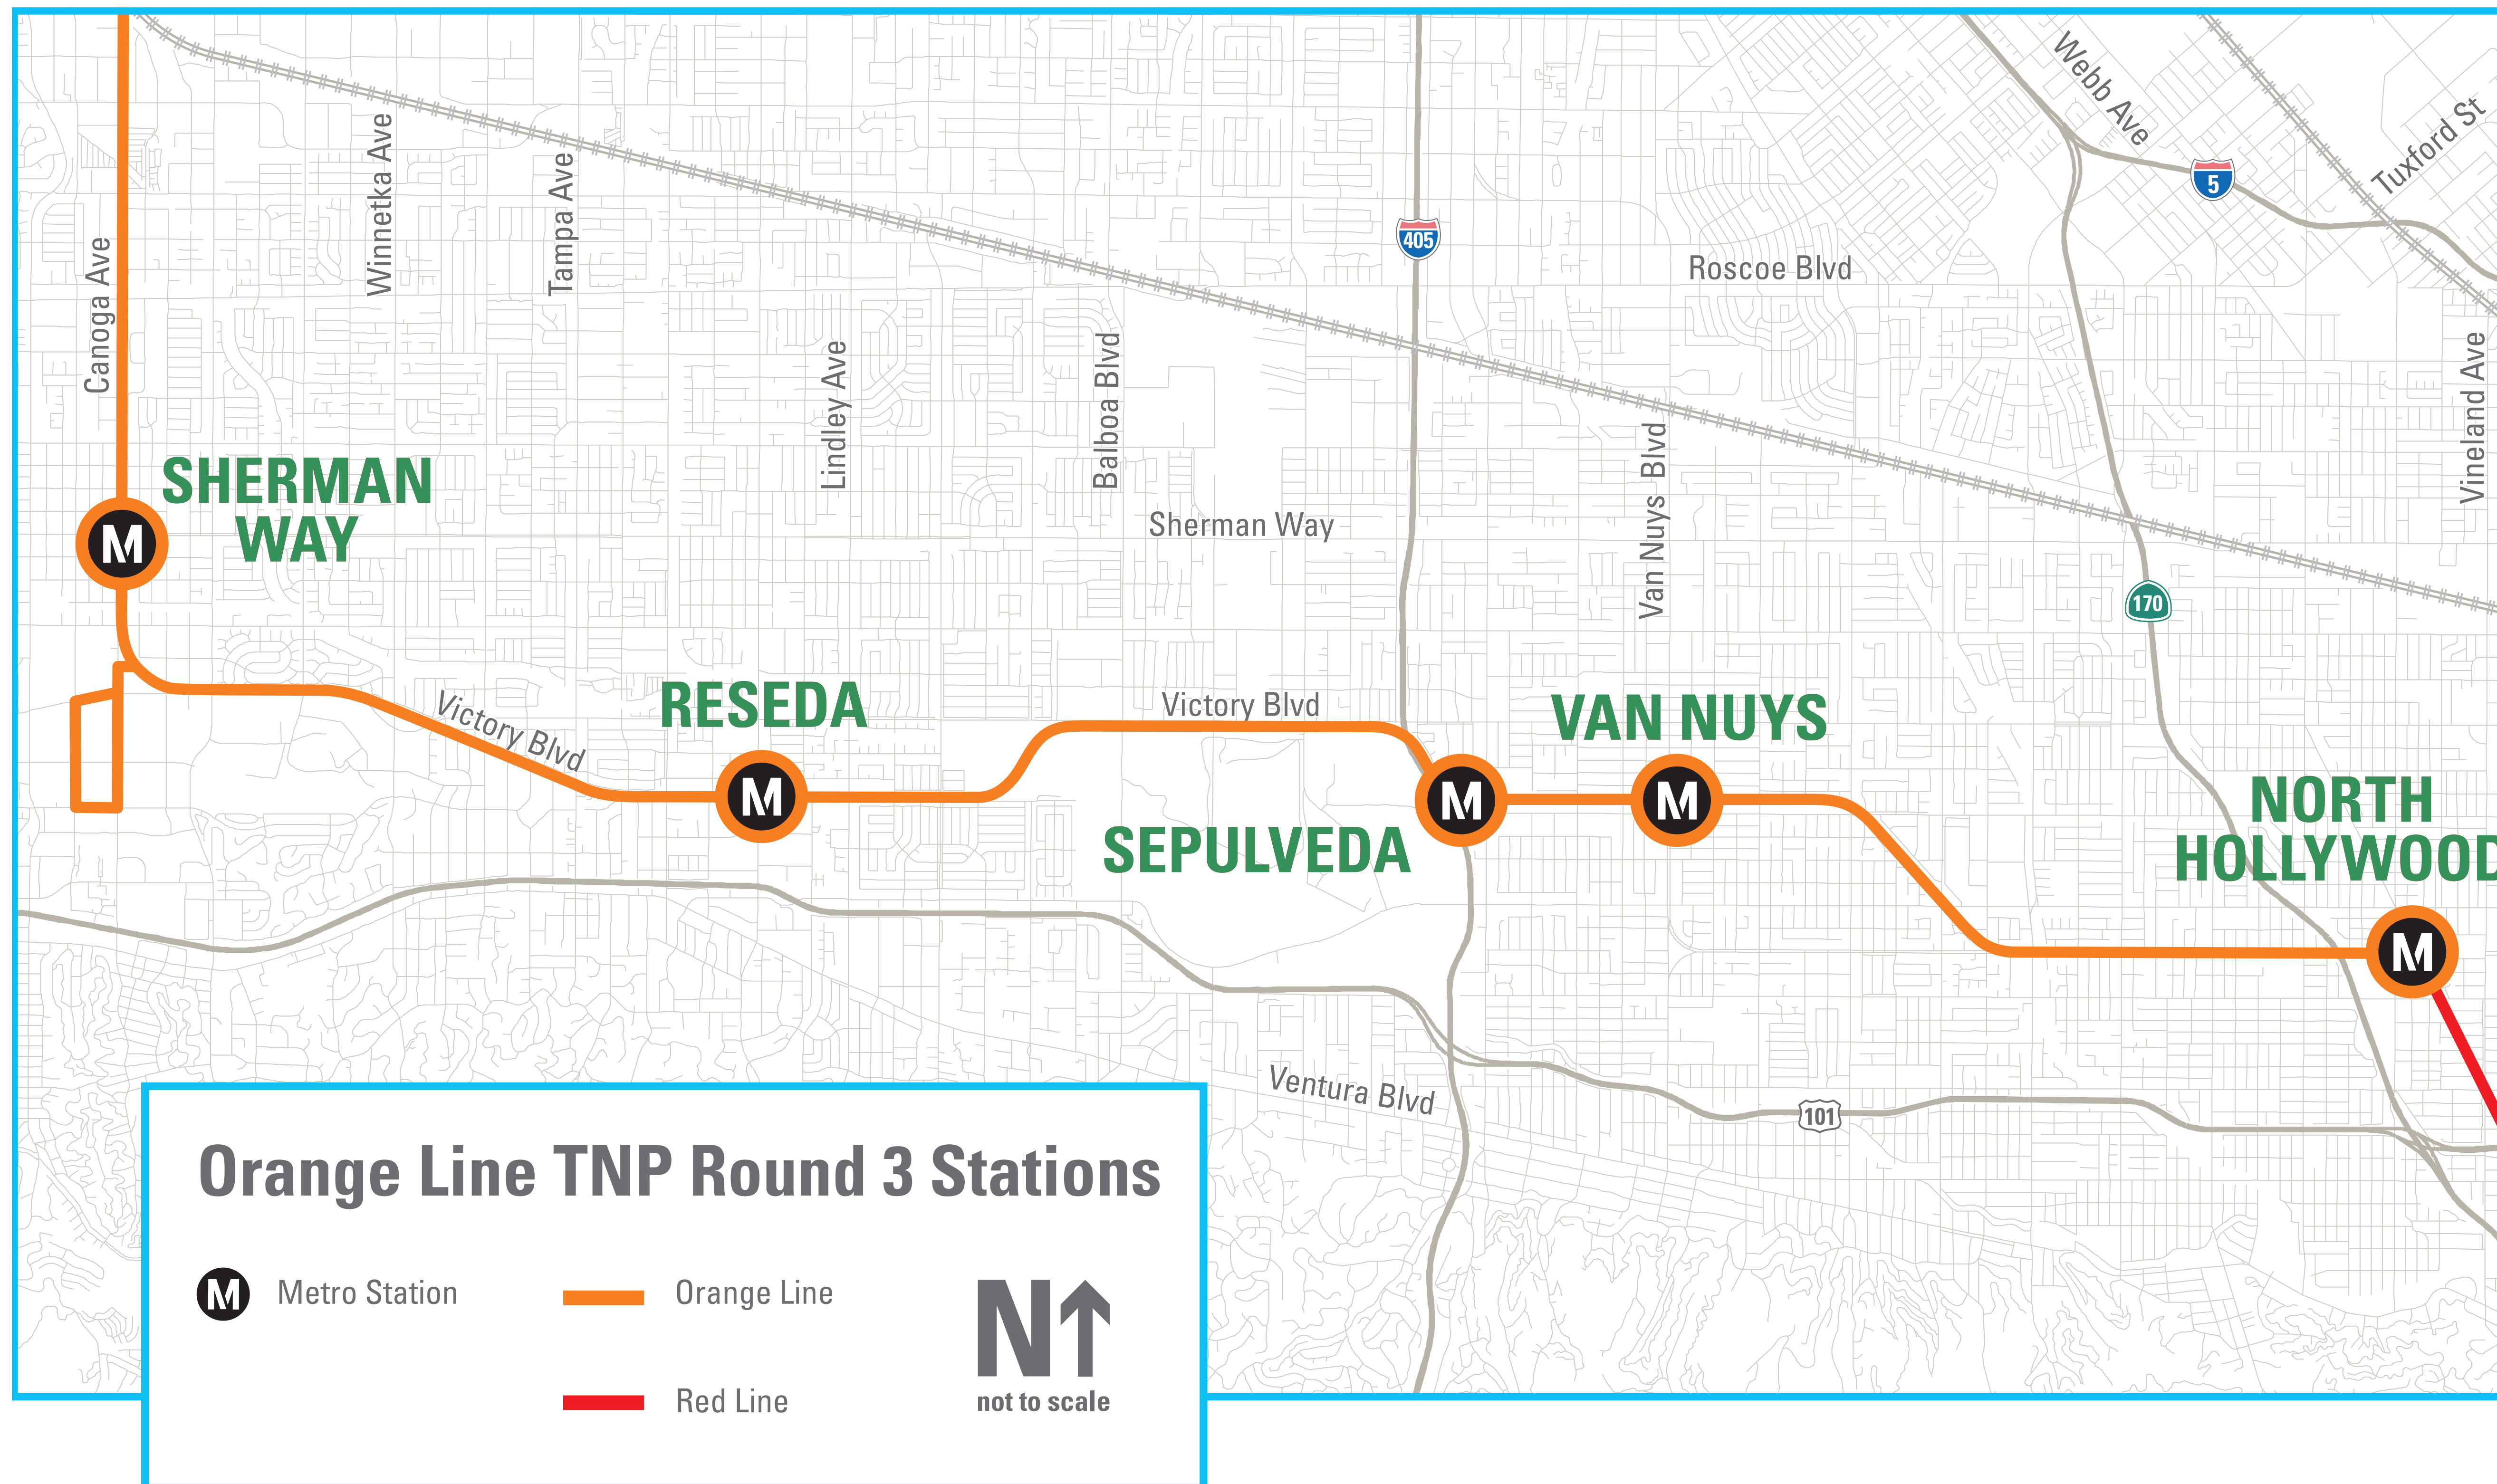 Webb Ave
Tuxford St
5
Winnetka Ave
Tampa Ave
Canoga Ave
405
Roscoe Blvd
Lindley Ave
Balboa Blvd
Vineland Ave
Van Nuys Blvd
SHERMAN
WAY
M
Sherman Way
170
Victory Blvd
RESEDA
M
Victory Blvd
VAN NUYS
SEPULVEDA
M
M
NORTH
HOLLYWOOD
M
Ventura Blvd
101
Orange Line TNP Round 3 Stations
M Metro Station
Orange Line
Red Line
N
not to scale